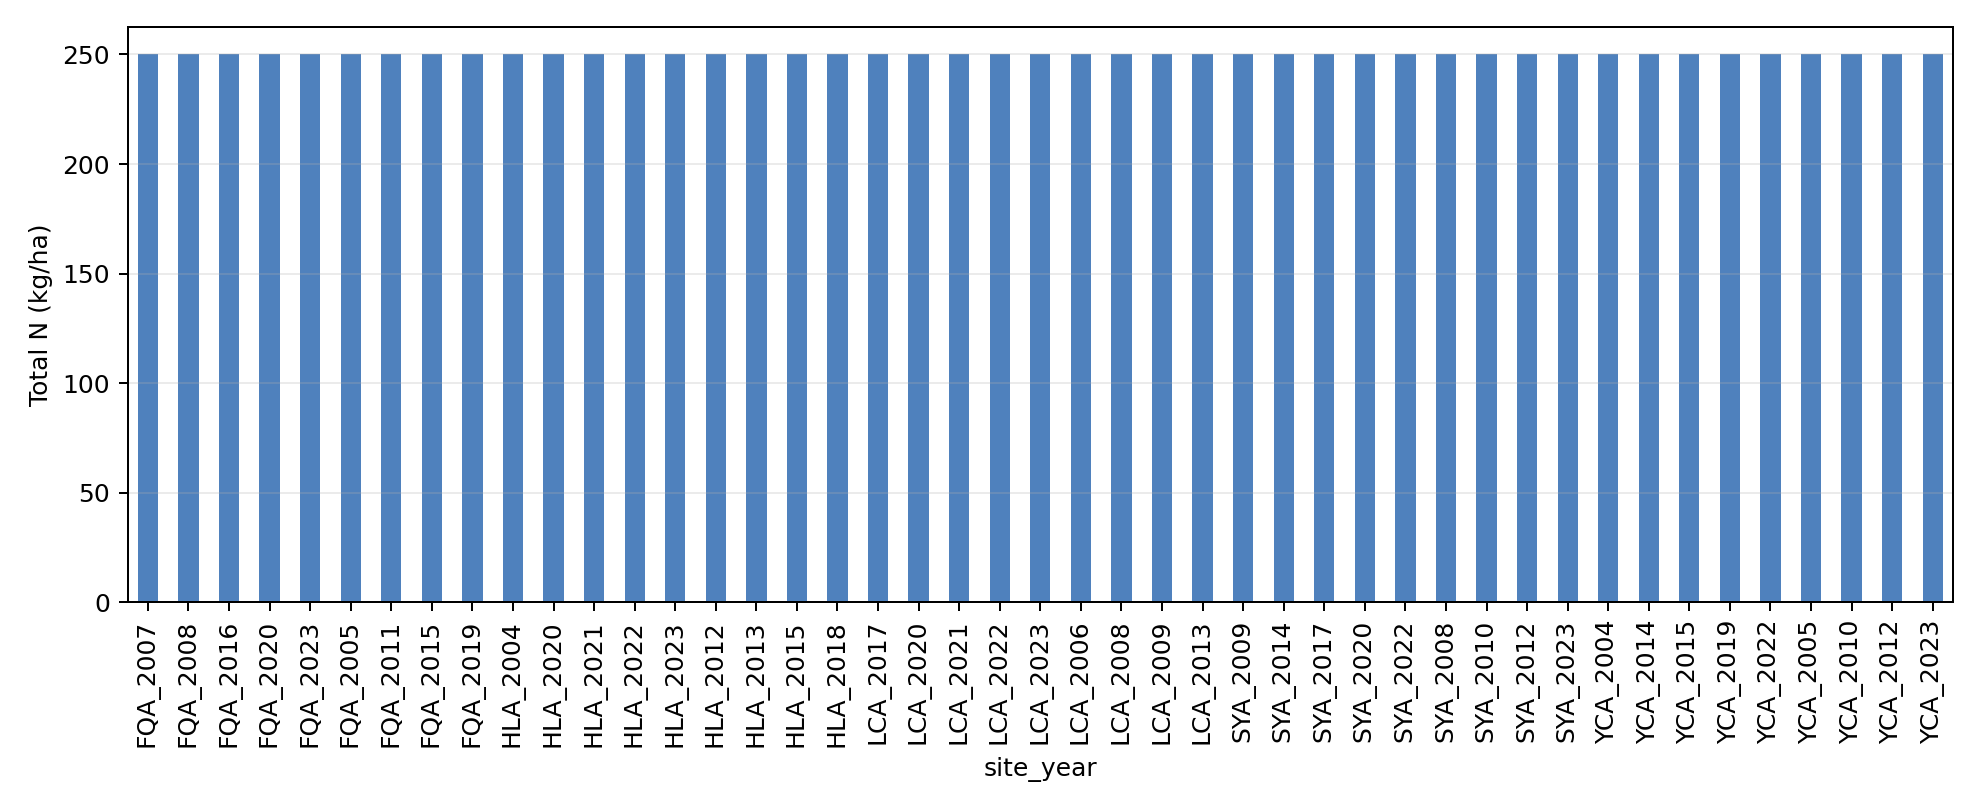 250
200
150
100
50
0
Total N (kg/ha)
FQA_2007
FQA_2008
FQA_2016
FQA_2020
FQA_2023
FQA_2005
FQA_2011
FQA_2015
FQA_2019
HLA_2004
HLA_2020
HLA_2021
HLA_2022
HLA_2023
HLA_2012
HLA_2013
HLA_2015
HLA_2018
LCA_2017
LCA_2020
LCA_2021
LCA_2022
LCA_2023
LCA_2006
LCA_2008
LCA_2009
LCA_2013
SYA_2009
SYA_2014
SYA_2017
SYA_2020
SYA_2022
SYA_2008
SYA_2010
SYA_2012
SYA_2023
YCA_2004
YCA_2014
YCA_2015
YCA_2019
YCA_2022
YCA_2005
YCA_2010
YCA_2012
YCA_2023
site_year